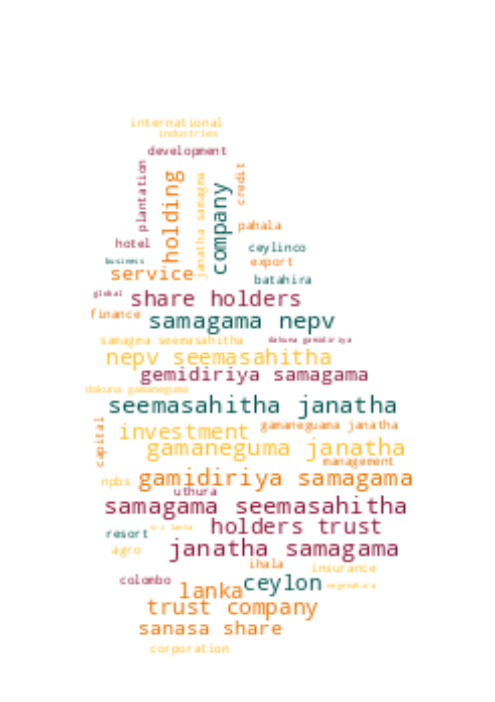 international
industries
development
plantation
holding
janatha samagma
company
credit
pahala
hotel
ceylinco
business
export
service
batahira
global
share holders
finance
samagama nepv
samagma seemasahitha
dakuna gamidiriya
nepv seemasahitha
gemidiriya samagama
dakuna gamaneguma
seemasahitha janatha
capital
investment
gamaneguama janatha
gamaneguma janatha
management
gamidiriya samagama
npbs
uthura
samagama seemasahitha
sri lanka
holders trust
resort
janatha samagama
agro
ihala
insurance
colombo
lanka
ceylon
trust company
sanasa share
corporation